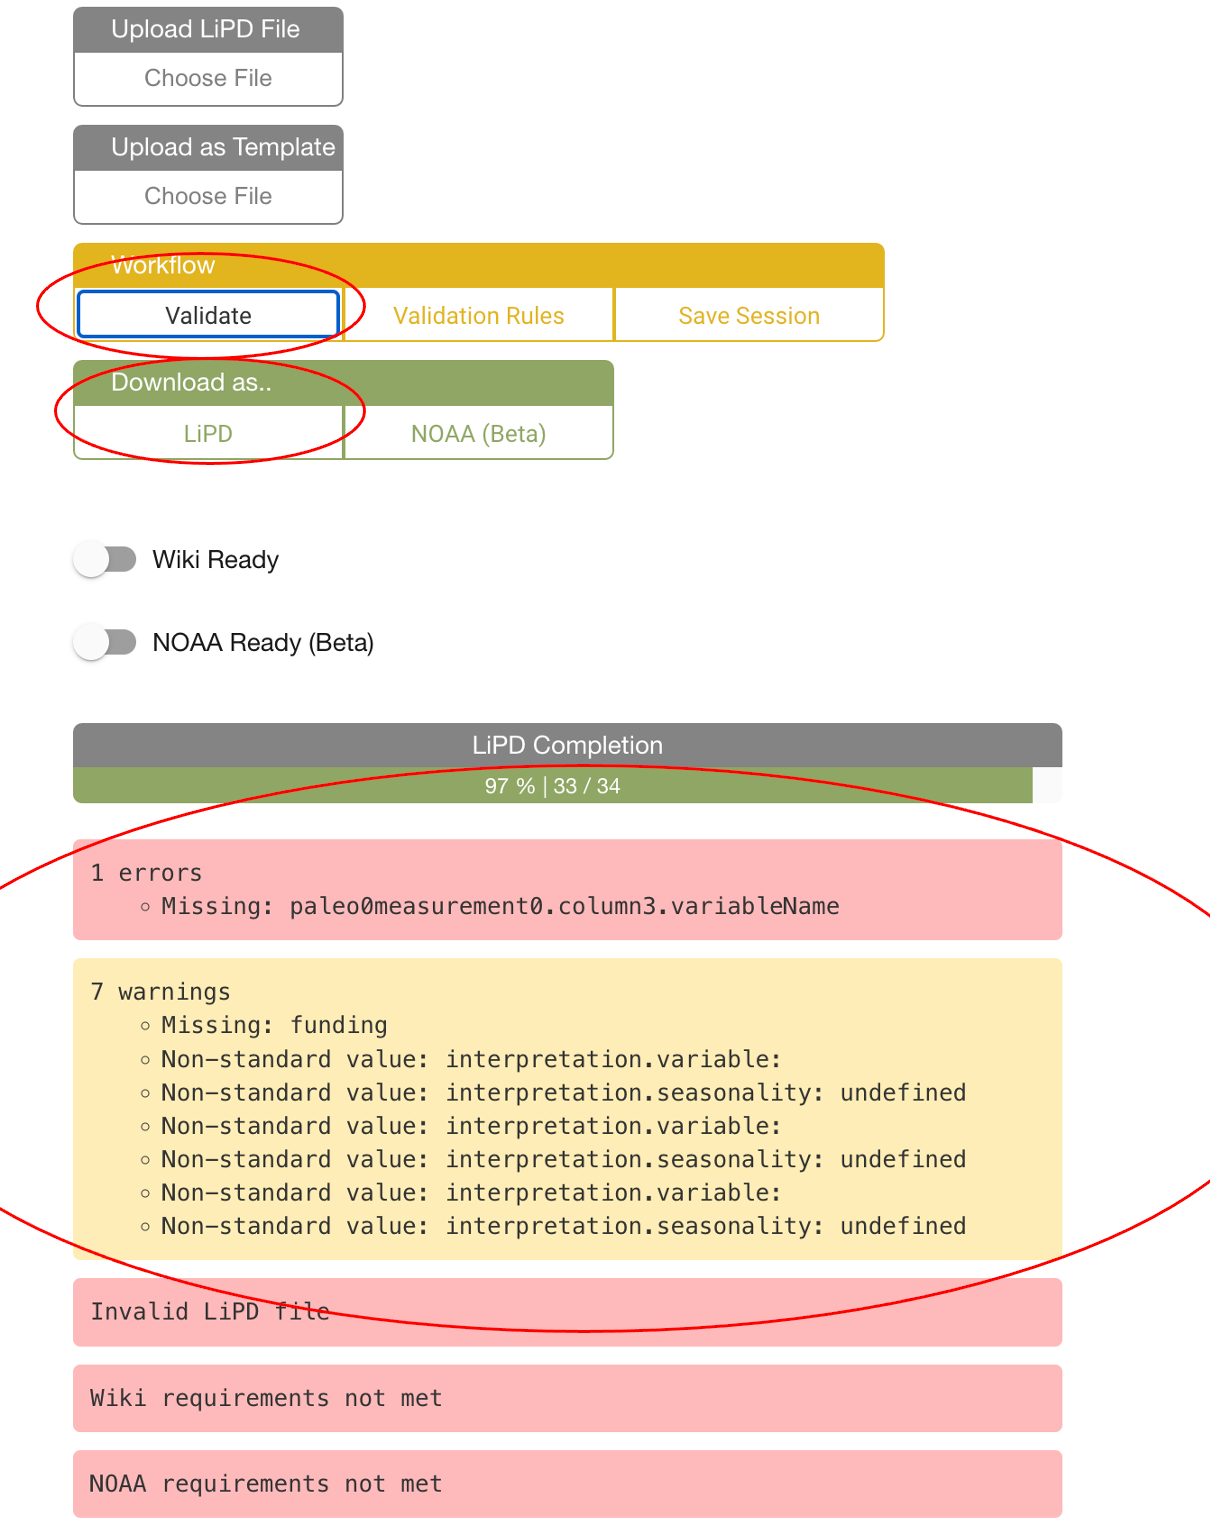 Upload LiPD File
Choose File
Upload as Template
Choose File
Workflow
Validate
Validation Rules
Save Session
Download as..
LiPD
NOAA (Beta)
Wiki Ready
NOAA Ready (Beta)
LiPD Completion
97 % | 33 / 34
1 errors
Missing: paleo0measurement0.column3.variableName
7 warnings
Missing: funding
Non-standard value: interpretation.variable:
Non-standard value: interpretation.seasonality: undefined
Non-standard value: interpretation.variable:
Non-standard value: interpretation.seasonality: undefined
Non-standard value: interpretation.variable:
Non-standard value: interpretation.seasonality: undefined
Invalid LiPD file
Wiki requirements not met
NOAA requirements not met